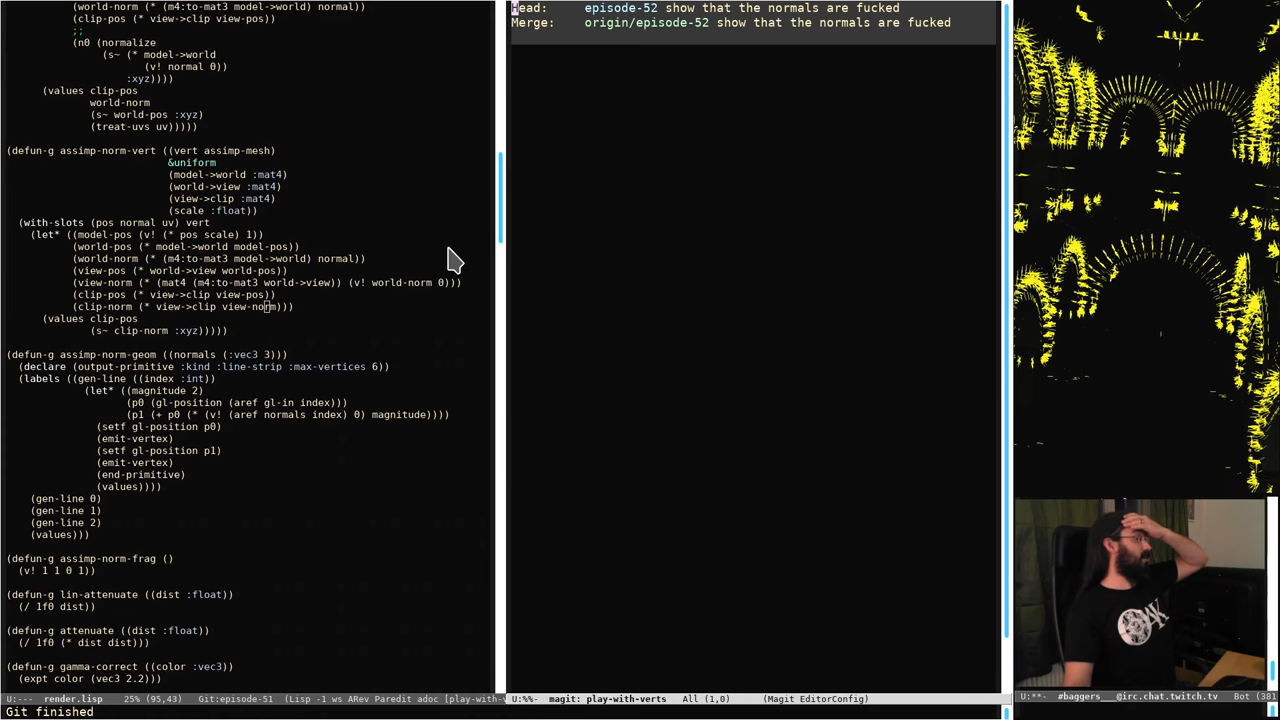 (world-norm (* (m4:to-mat3 model->world) normal))
(clip-pos (* view->clip view-pos))
;;
(n0 (normalize
(s~ (* model->world
(v! normal 0))
:xyz))))
(values clip-pos
world-norm
(s~ world-pos :xyz)
(treat-uvs uv)))))
(defun-g assimp-norm-vert ((vert assimp-mesh)
&uniform
(model->world :mat4)
(world->view :mat4)
(view->clip :mat4)
(scale :float))
(with-slots (pos normal uv) vert
(let* ((model-pos (v! (* pos scale) 1))
(world-pos (* model->world model-pos))
(world-norm (* (m4:to-mat3 model->world) normal))
(view-pos (* world->view world-pos))
(view-norm (* (mat4 (m4:to-mat3 world->view)) (v! world-norm 0)))
(clip-pos (* view->clip view-pos))
(clip-norm (* view->clip view-norm)))
(values clip-pos
(s~ clip-norm :xyz)))))
(defun-g assimp-norm-geom ((normals (:vec3 3)))
(declare (output-primitive :kind :line-strip :max-vertices 6))
(labels ((gen-line ((index :int))
(let* ((magnitude 2)
(p0 (gl-position (aref gl-in index)))
(p1 (+ p0 (* (v! (aref normals index) 0) magnitude))))
(setf gl-position p0)
(emit-vertex)
(setf gl-position p1)
(emit-vertex)
(end-primitive)
(values))))
(gen-line 0)
(gen-line 1)
(gen-line 2)
(values)))
(defun-g assimp-norm-frag ()
(v! 1 1 0 1))
(defun-g lin-attenuate ((dist :float))
(/ 1f0 dist))
(defun-g attenuate ((dist :float))
(/ 1f0 (* dist dist)))
(defun-g gamma-correct ((color :vec3))
(expt color (vec3 2.2)))
U:--- render.lisp 25% (95,43) Git:episode-51 (Lisp -1 ws ARev Paredit adoc [play-with-v
Git finished
Head: episode-52 show that the normals are fucked
Merge: origin/episode-52 show that the normals are fucked
U:%%- magit: play-with-verts All (1,0) (Magit EditorConfig)
U:**- #baggers___@irc.chat.twitch.tv Bot (381